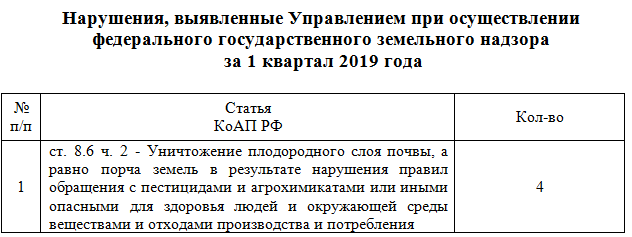 Нарушения, выявленные Управлением при осуществлении
федерального государственного земельного надзора
за 1 квартал 2019 года
№
п/п
Статья
КоАП РФ
Кол-во
1
ст. 8.6 ч. 2 - Уничтожение плодородного слоя почвы, а
равно порча земель в результате нарушения правил
обращения с пестицидами и агрохимикатами или иными
опасными для здоровья людей и окружающей среды
веществами и отходами производства и потребления
4